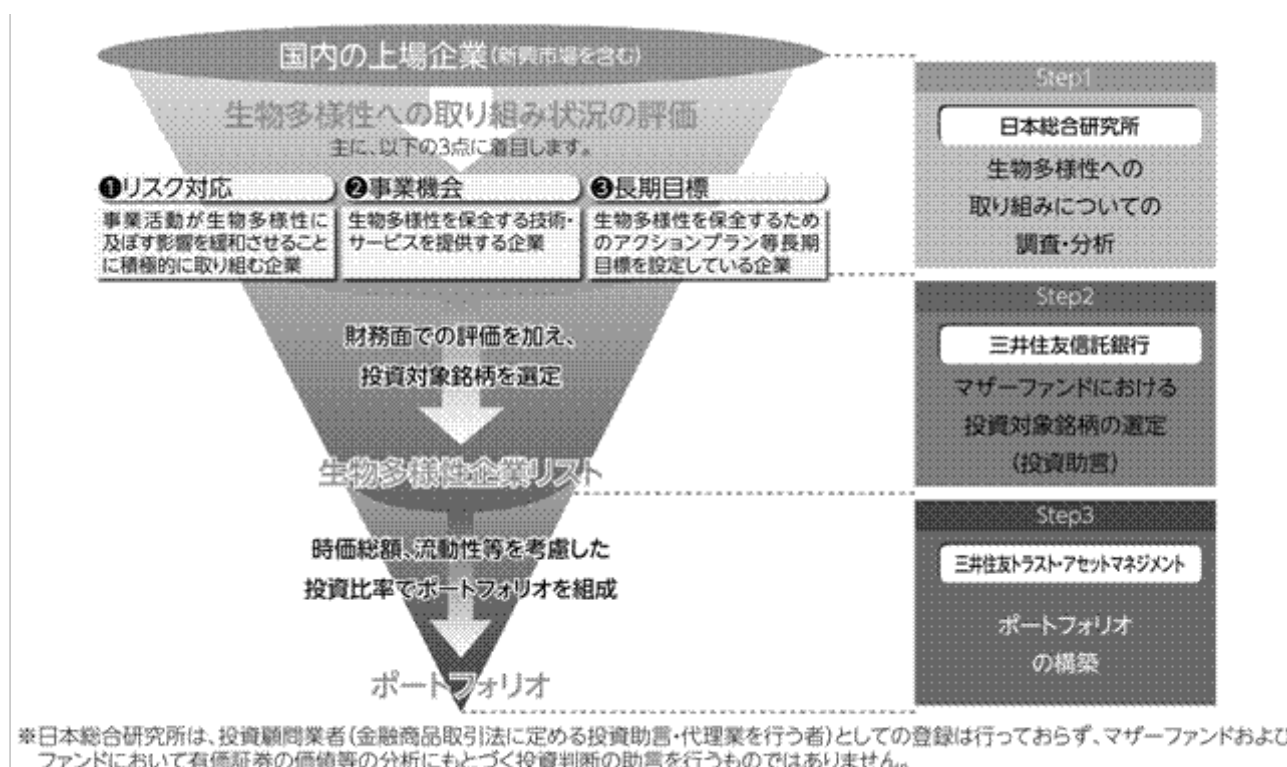 国内の上場企業(新興市場を含む)
生物多様性への取り組み状況の評価
主に、以下の3点に着目します。
❶リスク対応
事業活動が生物多様性に
及ぼす影響を緩和させること
に積極的に取り組む企業
❷事業機会
生物多様性を保全する技術・
サービスを提供する企業
❸長期目標
生物多様性を保全するため
のアクションプラン等長期
目標を設定している企業
財務面での評価を加え、
投資対象銘柄を選定
生物多様性企業リスト
時価総額、流動性等を考慮した
投資比率でポートフォリオを組成
ポートフォリオ
Step1
日本総合研究所
生物多様性への
取り組みについての
調査・分析
Step2
三井住友信託銀行
マザーファンドにおける
投資対象銘柄の選定
(投資助言)
Step3
三井住友トラスト・アセットマネジメント
ポートフォリオ
の構築
※日本総合研究所は、投資顧問業者(金融商品取引法に定める投資助言・代理業を行う者)としての登録は行っておらず、マザーファンドおよび
ファンドにおいて有価証券の価値等の分析にもとづく投資判断の助言を行うものではありません。